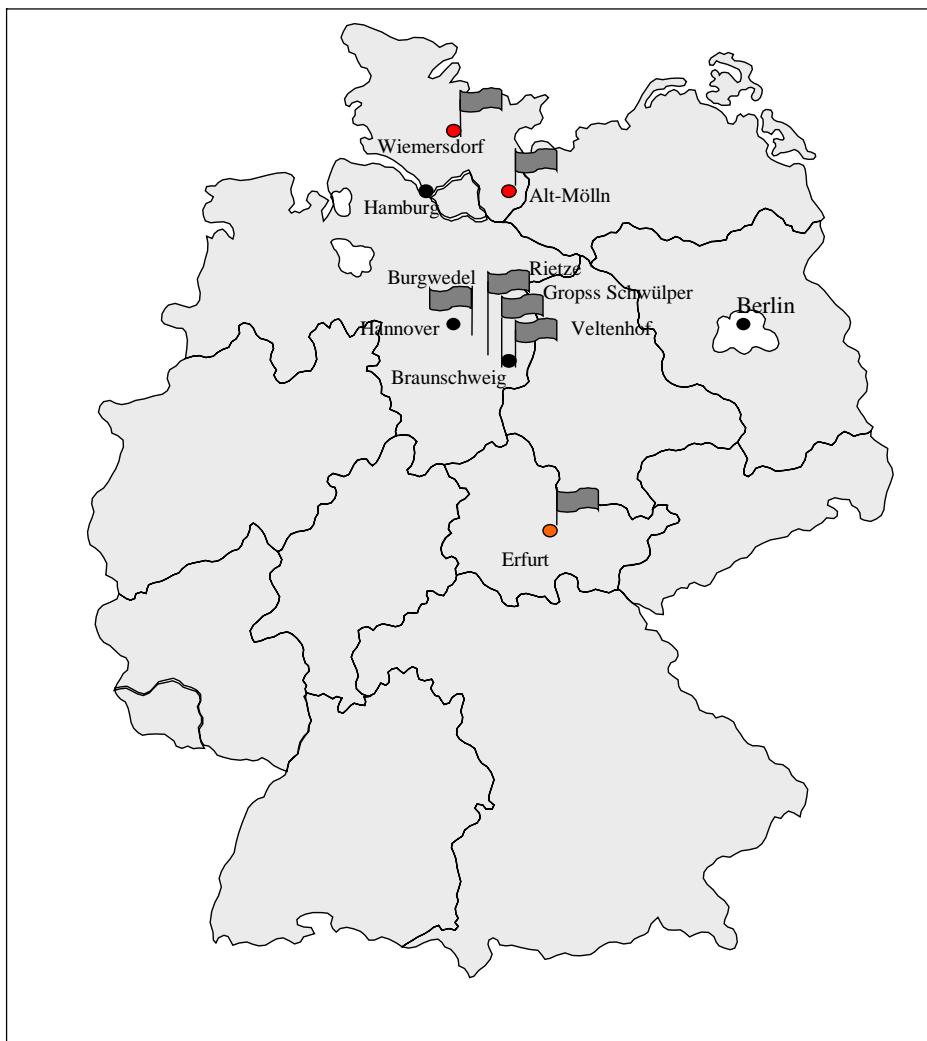 Wiemersdorf
Alt-Mölln
Hamburg
Rietze
Burgwedel
Gropss Schwülper
Berlin
Hannover
Veltenhof
Braunschweig
Erfurt